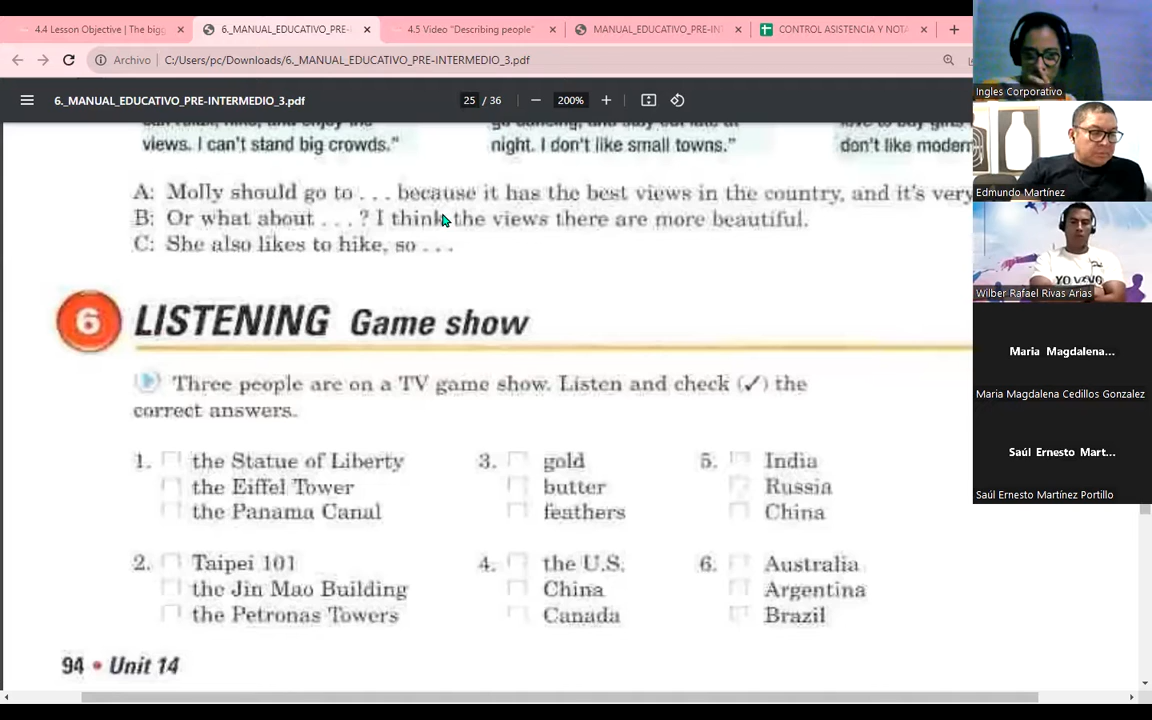 4.4 Lesson Objective | The bigg
6._MANUAL_EDUCATIVO_PRE-
4.5 Video "Describing people"
MANUAL_EDUCATIVO_PRE-INT
CONTROL ASISTENCIA Y NOTA
Archivo C:/Users/pc/Downloads/6._MANUAL_EDUCATIVO_PRE-INTERMEDIO_3.pdf
6._MANUAL_EDUCATIVO_PRE-INTERMEDIO_3.pdf 25 / 36 200%
views. I can't stand big crowds."
night. I don't like small towns."
don't like modern
A: Molly should go to . . . because it has the best views in the country, and it's very
B: Or what about . . . ? I think the views there are more beautiful.
C: She also likes to hike, so . . .
6 LISTENING Game show
Three people are on a TV game show. Listen and check (✓) the
correct answers.
1. the Statue of Liberty
the Eiffel Tower
the Panama Canal
2. Taipei 101
the Jin Mao Building
the Petronas Towers
3. gold
butter
feathers
4. the U.S.
China
Canada
5. India
Russia
China
6. Australia
Argentina
Brazil
94 • Unit 14
Ingles Corporativo
Edmundo Martínez
YO VEVO
Wilber Rafael Rivas Arias
Maria Magdalena...
Maria Magdalena Cedillos Gonzalez
Saúl Ernesto Mart...
Saúl Ernesto Martínez Portillo